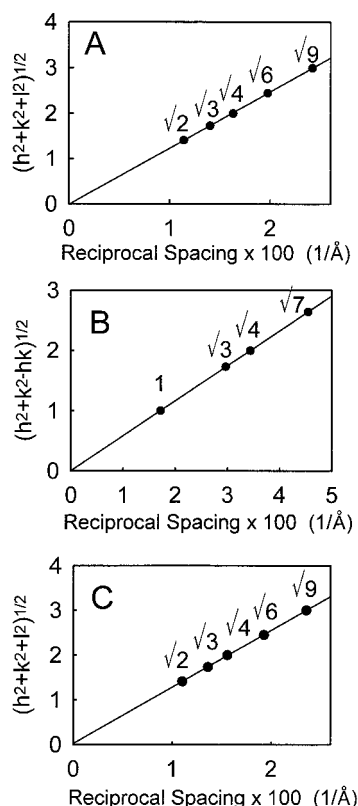 A
(h²+k²+l²)¹/²
4
3
2
1
0
√2 √3 √4 √6 √9
0 1 2
Reciprocal Spacing x 100 (1/Å)
B
(h²+k²-hk)¹/²
3
2
1
0
1 √3 √4 √7
0 1 2 3 4 5
Reciprocal Spacing x 100 (1/Å)
C
(h²+k²+l²)¹/²
4
3
2
1
0
√2 √3 √4 √6 √9
0 1 2
Reciprocal Spacing x 100 (1/Å)